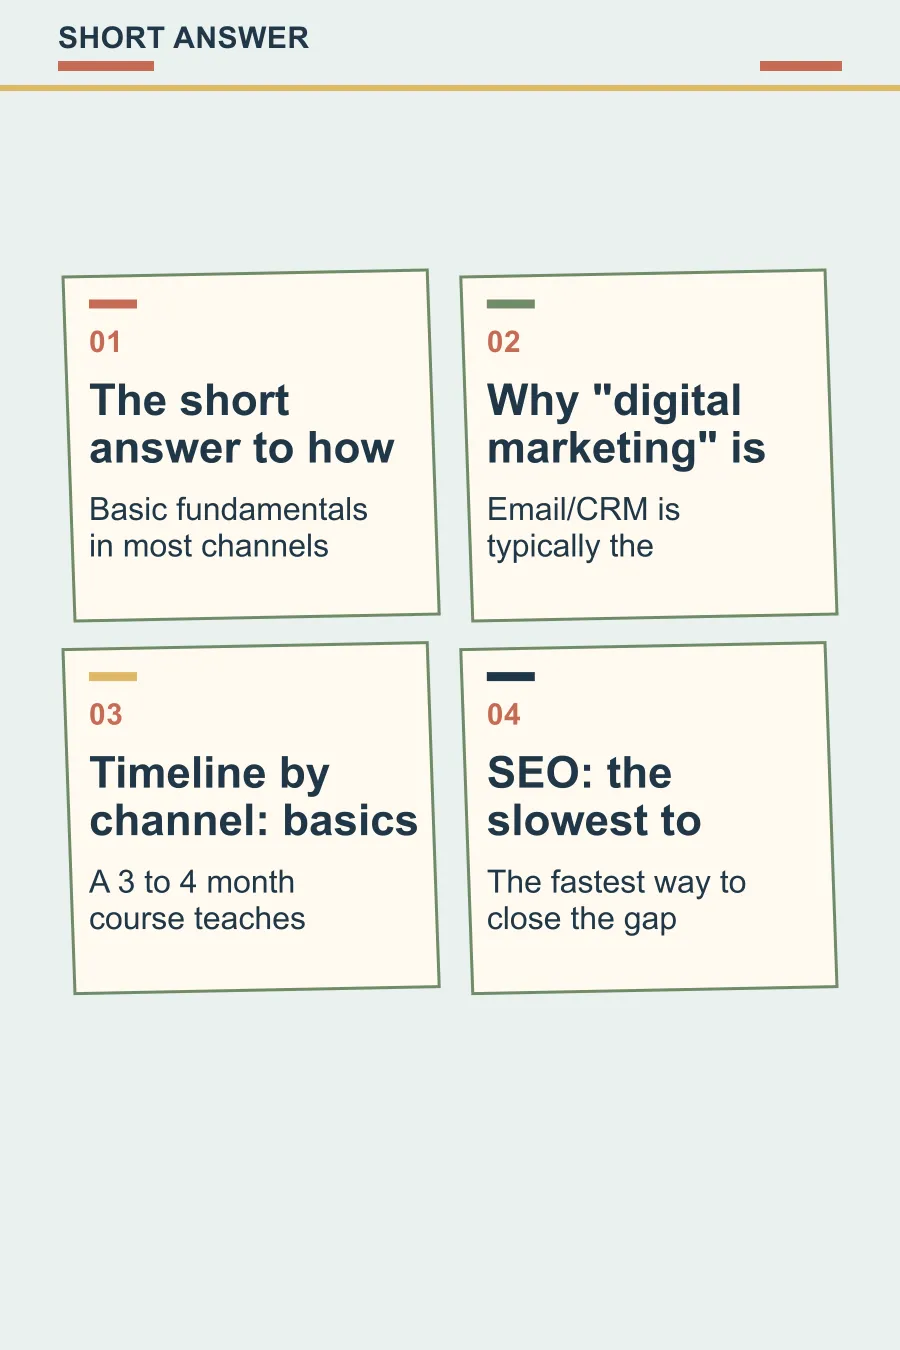 SHORT ANSWER
01
The short
answer to how
Basic fundamentals
in most channels
02
Why "digital
marketing" is
Email/CRM is
typically the
03
Timeline by
channel: basics
A 3 to 4 month
course teaches
04
SEO: the
slowest to
The fastest way to
close the gap